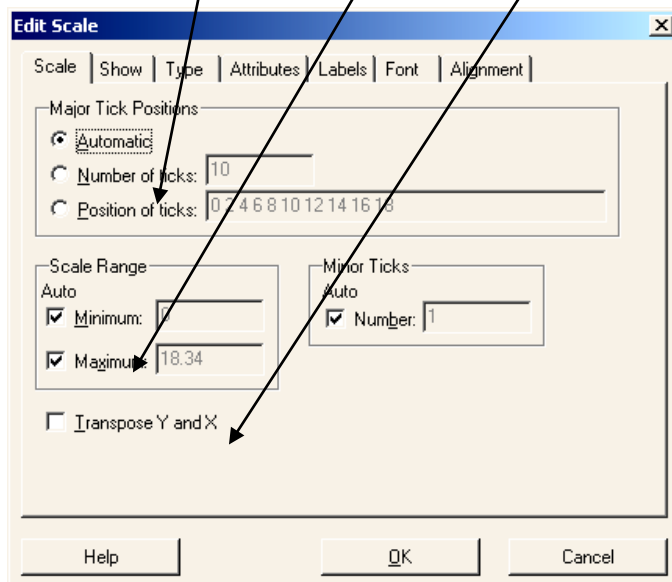 Edit Scale
Scale Show Type Attributes Labels Font Alignment
Major Tick Positions
Automatic
Number of ticks: 10
Position of ticks: 0 2 4 6 8 10 12 14 16 18
Scale Range
Auto
Minimum: 0
Maximum: 18.34
Minor Ticks
Auto
Number: 1
Transpose Y and X
Help OK Cancel